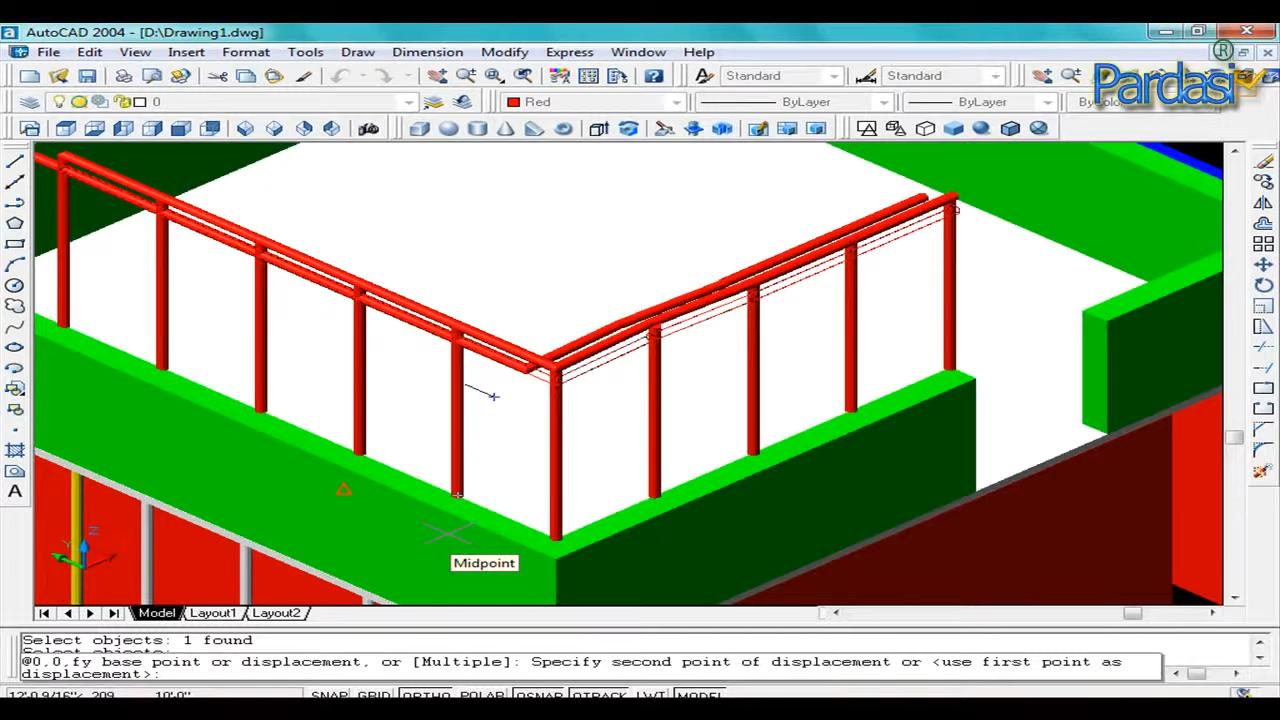 AutoCAD 2004 - [D:\Drawing1.dwg]
File Edit View Insert Format Tools Draw Dimension Modify Express Window Help
Standard Standard
Pardasi
®
0 Red ByLayer ByLayer
Midpoint
Z
Model Layout1 Layout2
Select objects: 1 found
Select objects:
@0,0,fy base point or displacement, or [Multiple]: Specify second point of displacement or <use first point as
displacement>:
SNAP GRID ORTHO POLAR OSNAP OTRACK LWT MODEL